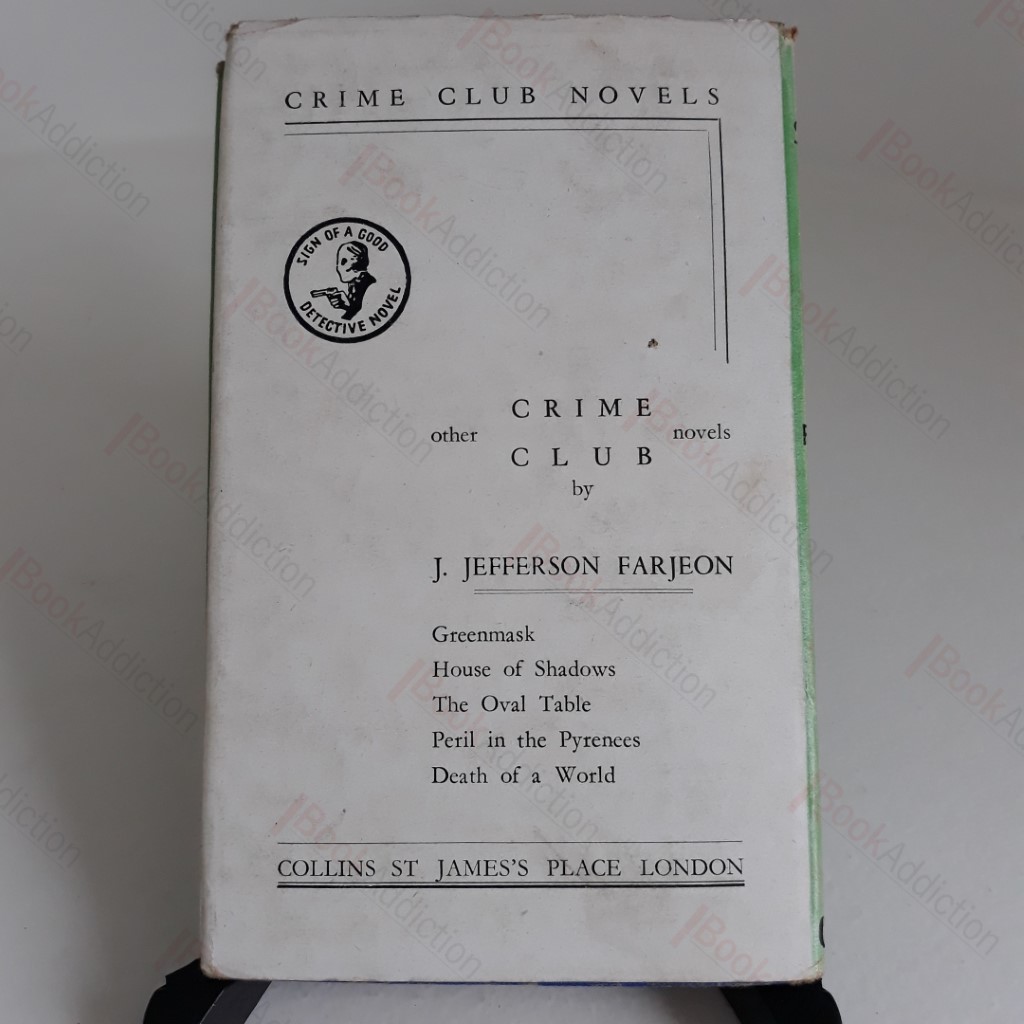 CRIME CLUB NOVELS
SIGN OF A GOOD
DETECTIVE NOVEL
other CRIME CLUB novels
by
J. JEFFERSON FARJEON
Greenmask
House of Shadows
The Oval Table
Peril in the Pyrenees
Death of a World
COLLINS ST JAMES'S PLACE LONDON
BookAddiction